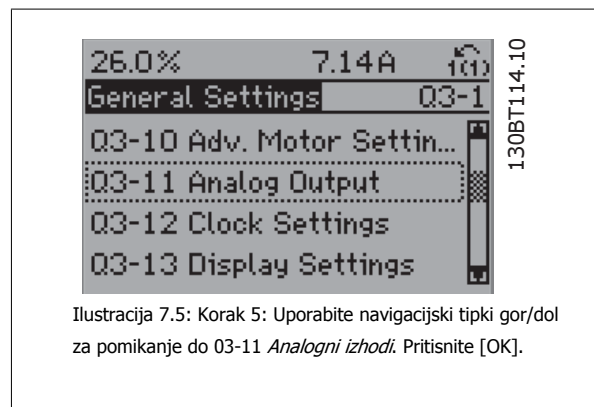 26.0% 7.14A 1(1)
General Settings Q3-1
Q3-10 Adv. Motor Settin...
Q3-11 Analog Output
Q3-12 Clock Settings
Q3-13 Display Settings
130BT114.10
Ilustracija 7.5: Korak 5: Uporabite navigacijski tipki gor/dol
za pomikanje do 03-11 Analogni izhodi. Pritisnite [OK].